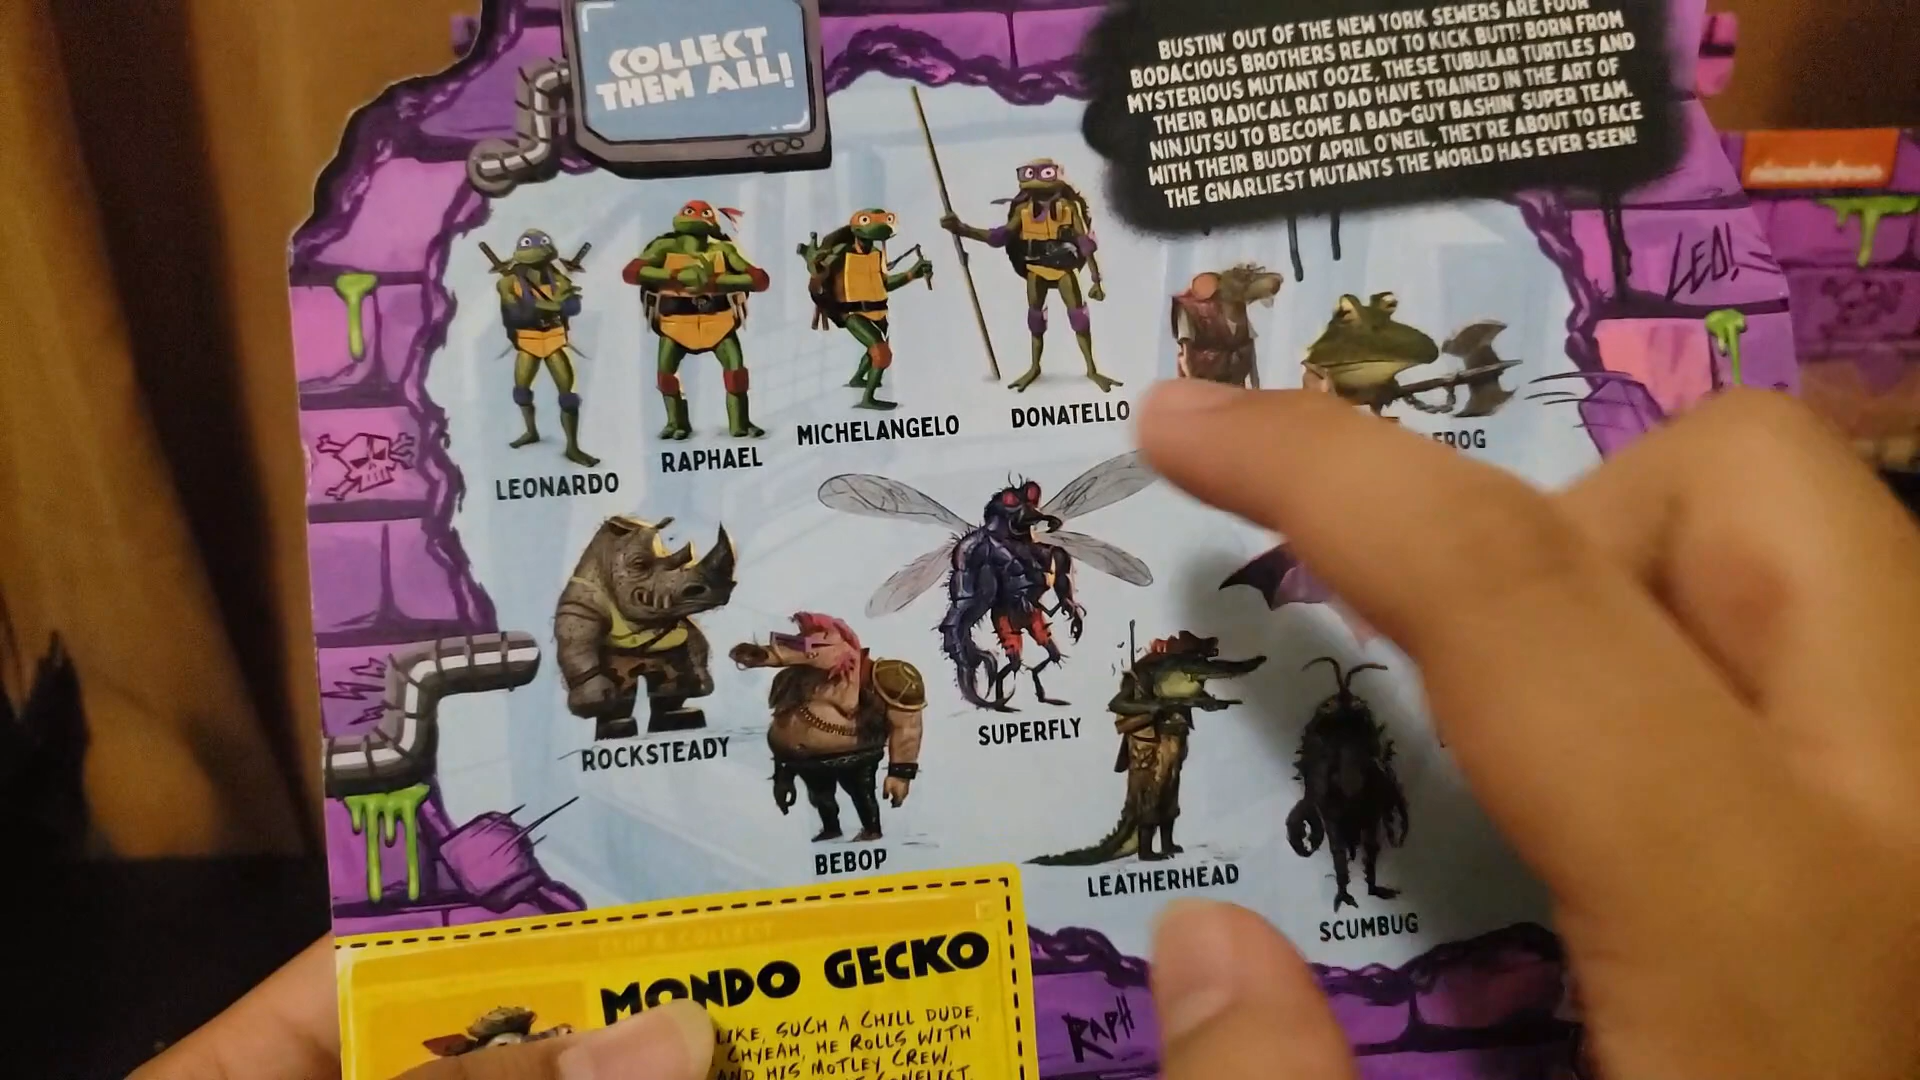 COLLECT
THEM ALL!
BUSTIN' OUT OF THE NEW YORK SEWERS ARE FOUR
BODACIOUS BROTHERS READY TO KICK BUTT! BORN FROM
MYSTERIOUS MUTANT OOZE, THESE TUBULAR TURTLES AND
THEIR RADICAL RAT DAD HAVE TRAINED IN THE ART OF
NINJUTSU TO BECOME A BAD-GUY BASHIN' SUPER TEAM.
WITH THEIR BUDDY APRIL O'NEIL, THEY'RE ABOUT TO FACE
THE GNARLIEST MUTANTS THE WORLD HAS EVER SEEN!
nickelodeon
LEO!
LEONARDO
RAPHAEL
MICHELANGELO
DONATELLO
FROG
ROCKSTEADY
BEBOP
SUPERFLY
LEATHERHEAD
SCUMBUG
CLIP & COLLECT
MONDO GECKO
LIKE, SUCH A CHILL DUDE,
CHYEAH, HE ROLLS WITH
AND HIS MOTLEY CREW,
CONFLICT.
RAPH